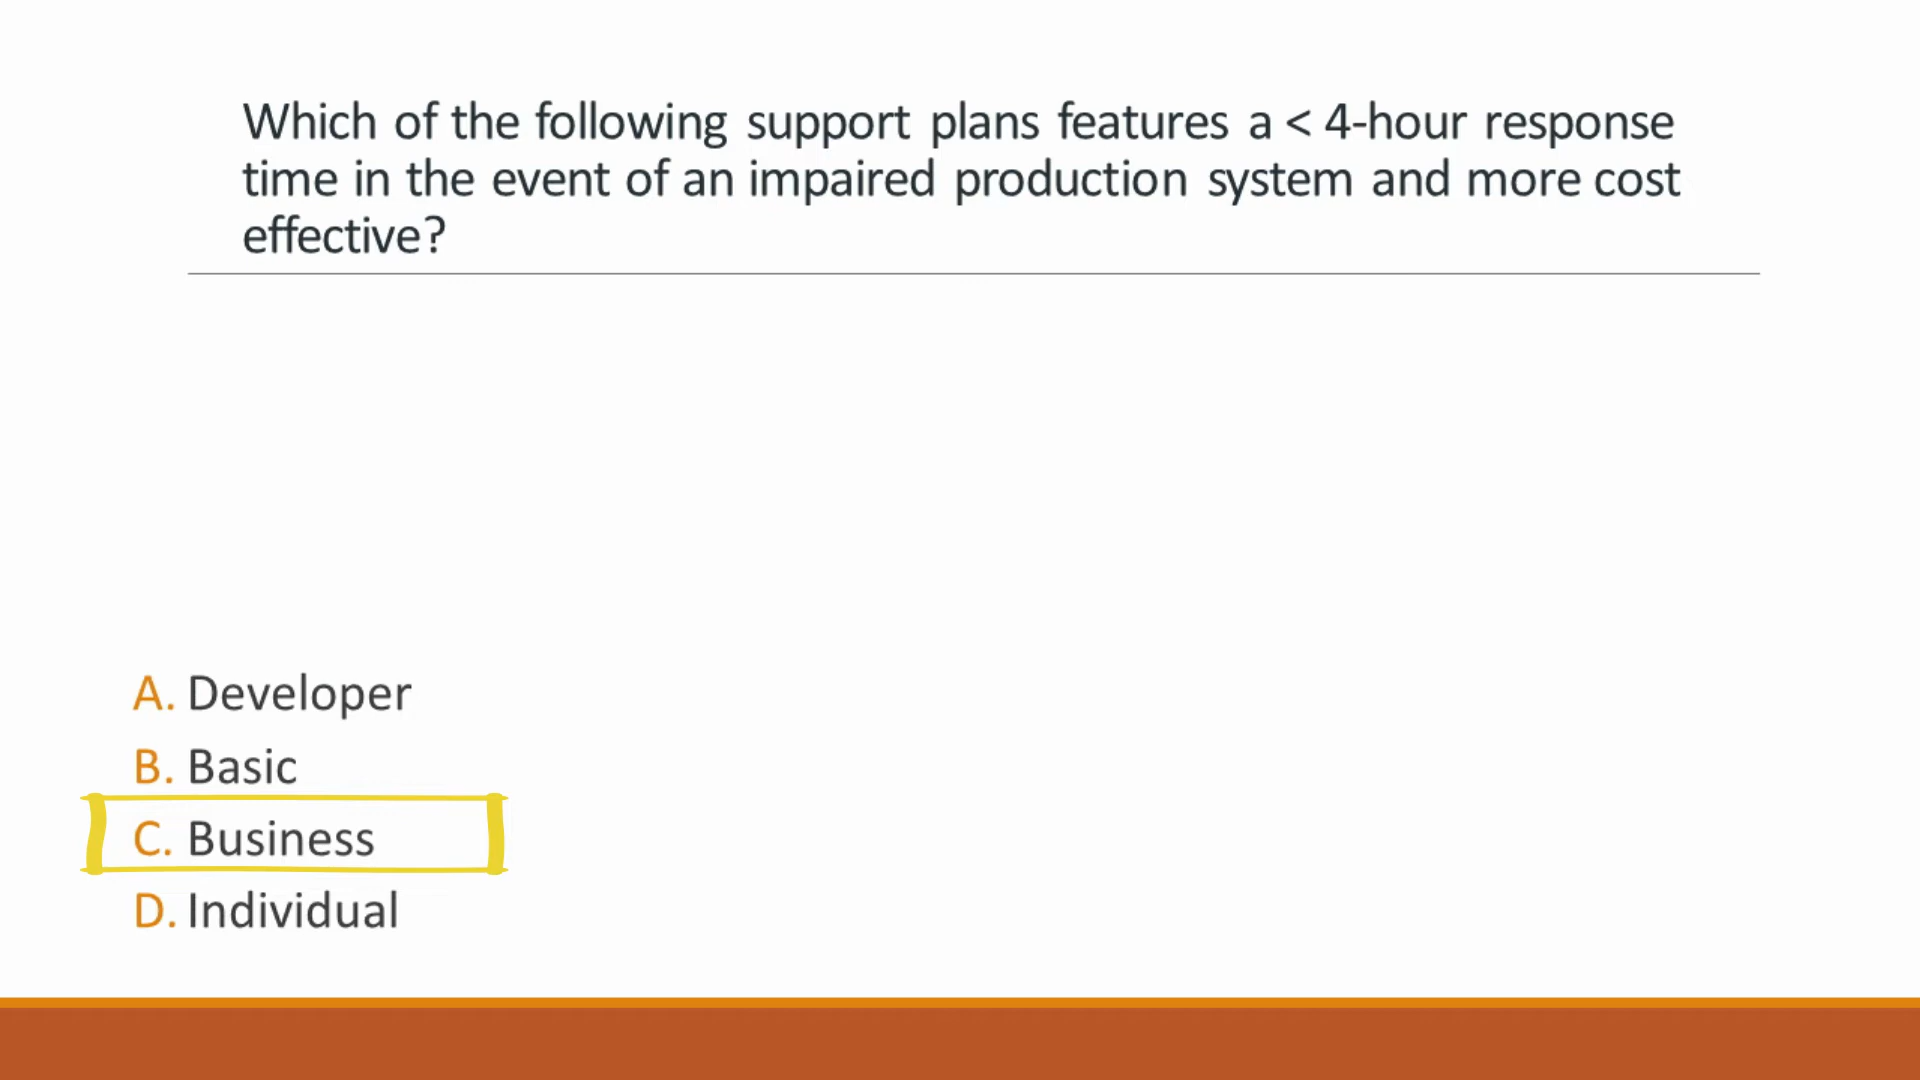 Which of the following support plans features a < 4-hour response
time in the event of an impaired production system and more cost
effective?
A. Developer
B. Basic
C. Business
D. Individual